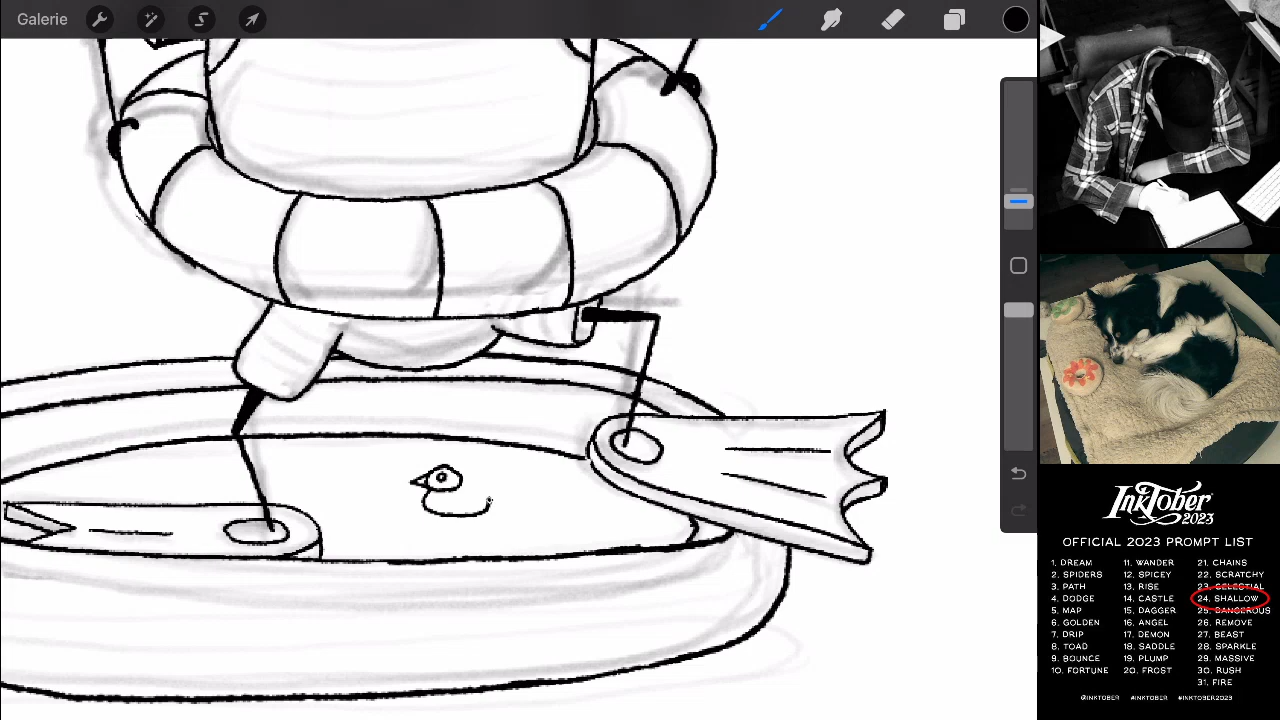 Galerie
INKTOBER
2023
OFFICIAL 2023 PROMPT LIST
1. DREAM
2. SPIDERS
3. PATH
4. DODGE
5. MAP
6. GOLDEN
7. DRIP
8. TOAD
9. BOUNCE
10. FORTUNE
11. WANDER
12. SPICEY
13. RISE
14. CASTLE
15. DAGGER
16. ANGEL
17. DEMON
18. SADDLE
19. PLUMP
20. FROST
21. CHAINS
22. SCRATCHY
23. CELESTIAL
24. SHALLOW
25. DANGEROUS
26. REMOVE
27. BEAST
28. SPARKLE
29. MASSIVE
30. RUSH
31. FIRE
@INKTOBER #INKTOBER #INKTOBER2023